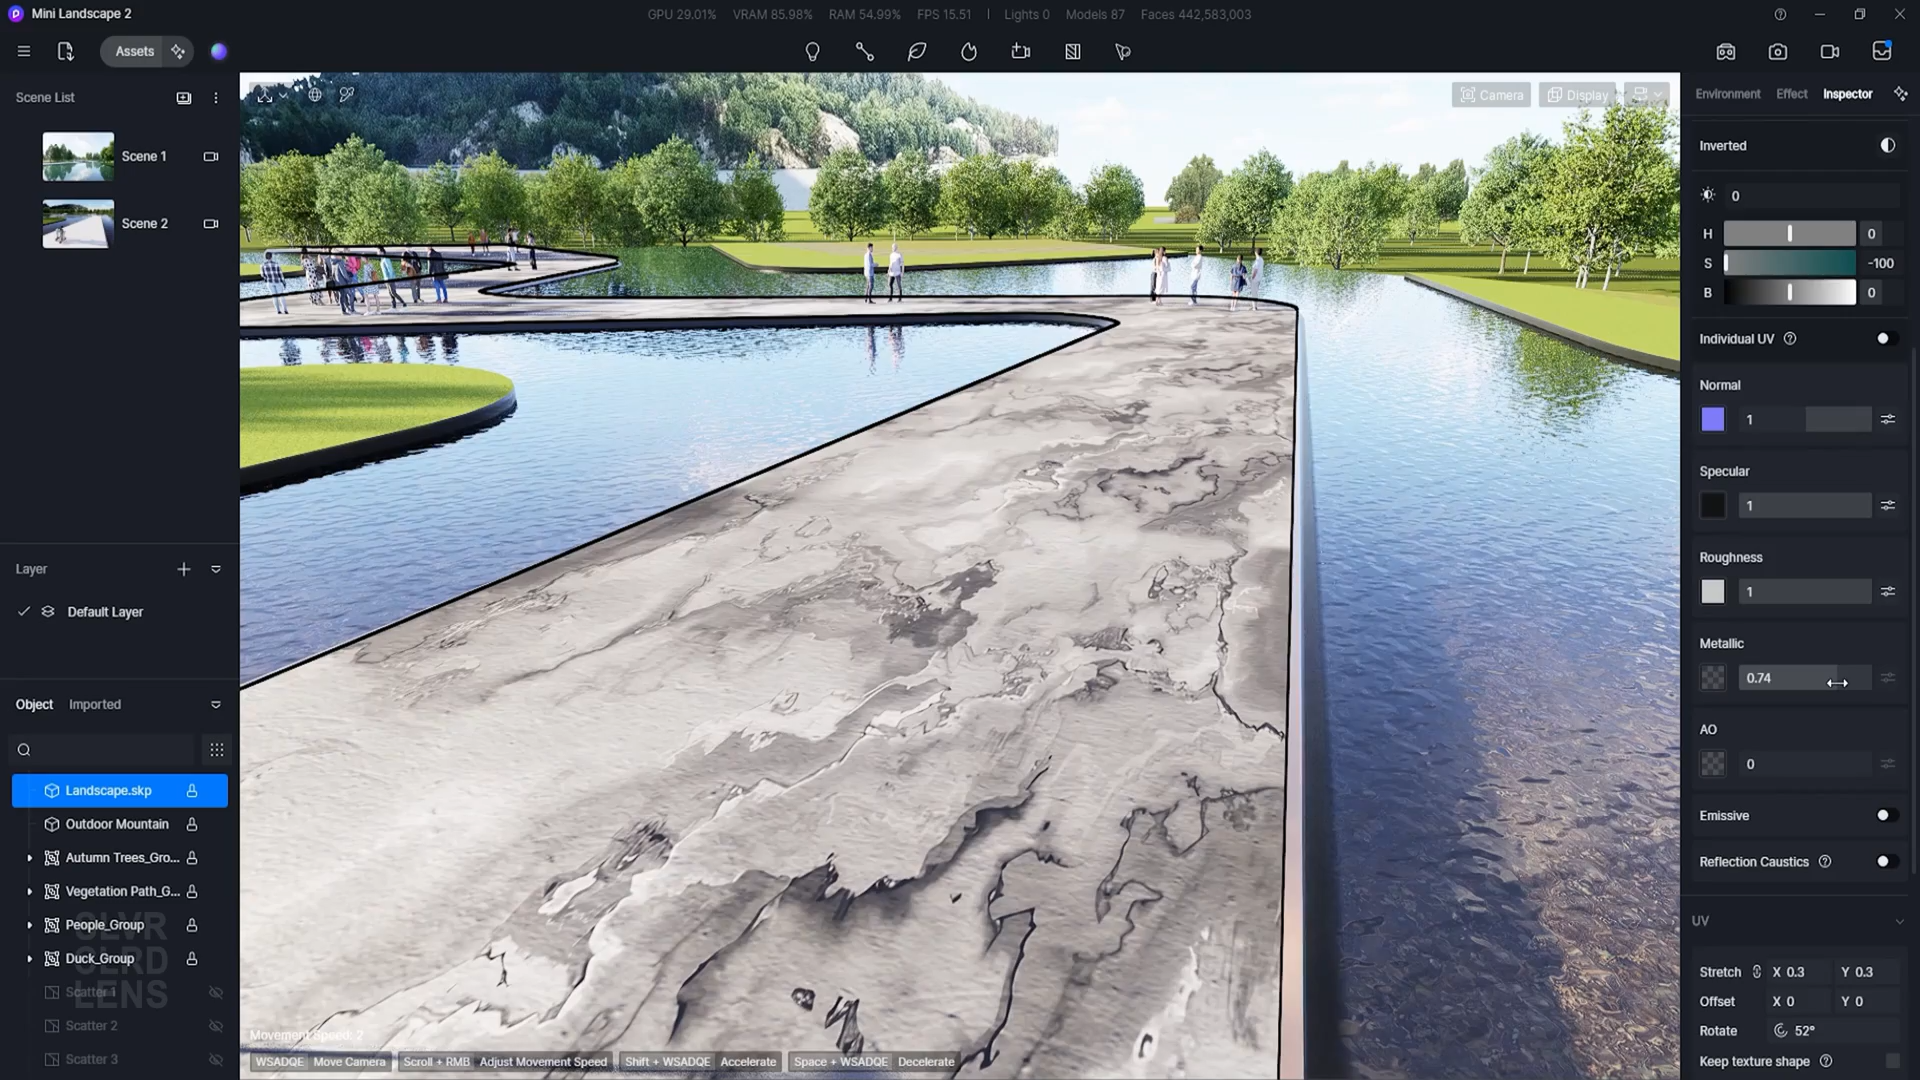 Mini Landscape 2
GPU 29.01% VRAM 85.98% RAM 54.99% FPS 15.51 | Lights 0 Models 87 Faces 442,583,003
Assets
Scene List
Scene 1
Scene 2
Layer
Default Layer
Object Imported
Landscape.skp
Outdoor Mountain
Autumn Trees_Gro...
Vegetation Path_G...
People_Group
Duck_Group
Scatter 1
Scatter 2
Scatter 3
Camera
Display
Movement Speed: 2
WSADQE Move Camera Scroll + RMB Adjust Movement Speed Shift + WSADQE Accelerate Space + WSADQE Decelerate
Environment Effect Inspector
Inverted
0
H 0
S -100
B 0
Individual UV
Normal
1
Specular
1
Roughness
1
Metallic
0.74
AO
0
Emissive
Reflection Caustics
UV
Stretch X 0.3 Y 0.3
Offset X 0 Y 0
Rotate 52°
Keep texture shape